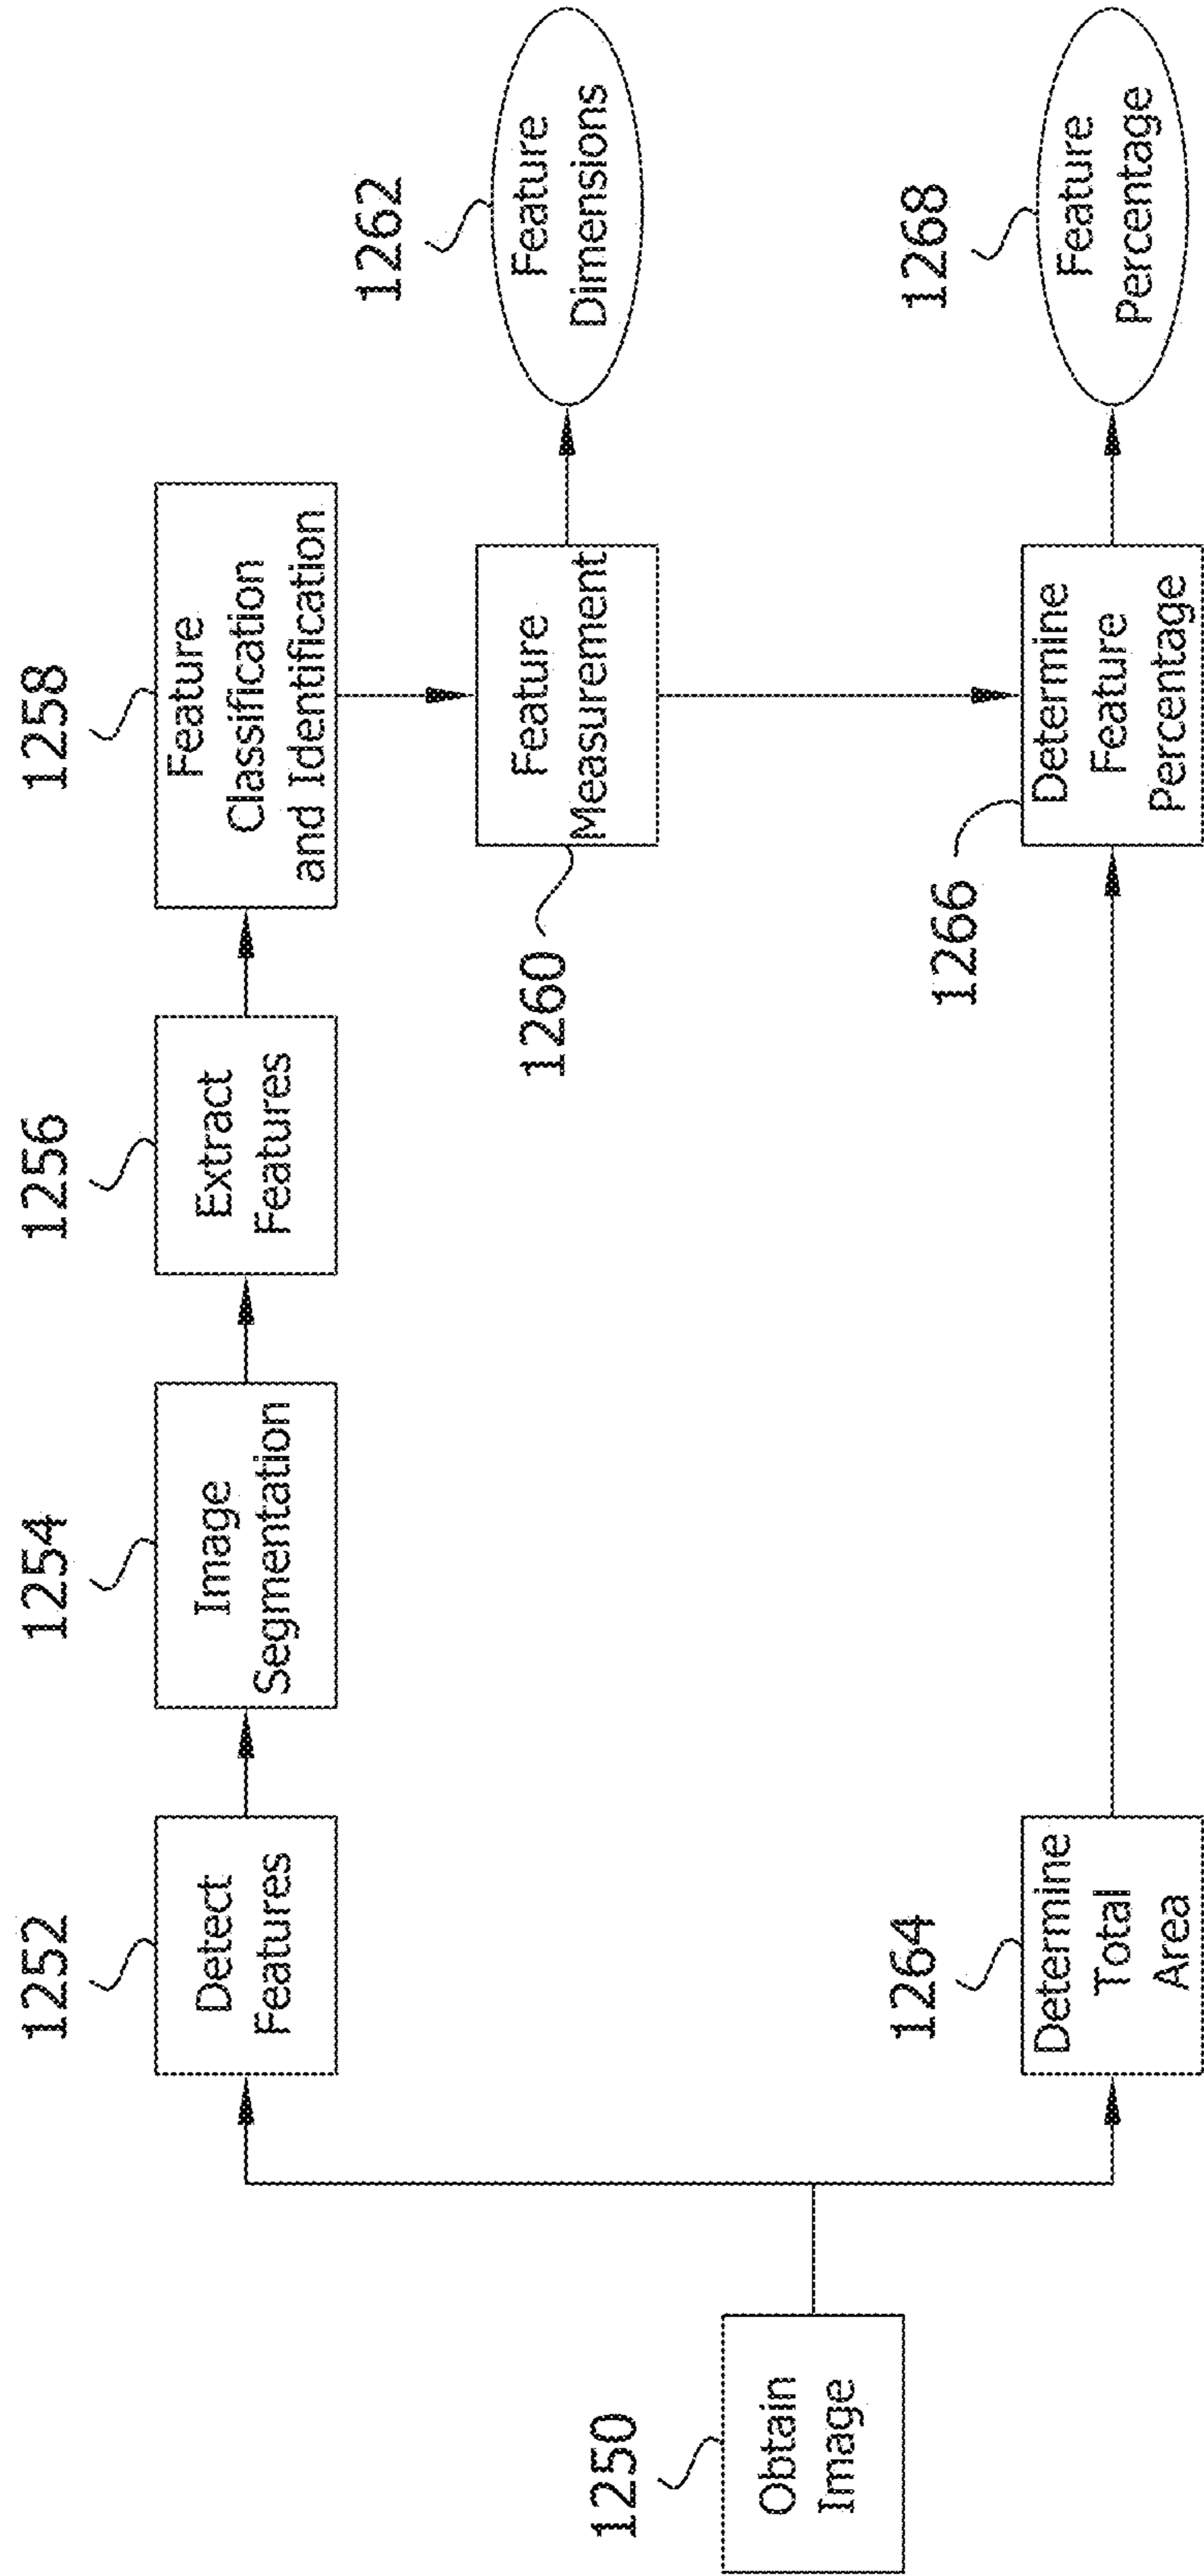 1250
Obtain
Image
1252
Detect
Features
1254
Image
Segmentation
1256
Extract
Features
1258
Feature
Classification
and Identification
1260
Feature
Measurement
1262
Feature
Dimensions
1264
Determine
Total
Area
1266
Determine
Feature
Percentage
1268
Feature
Percentage